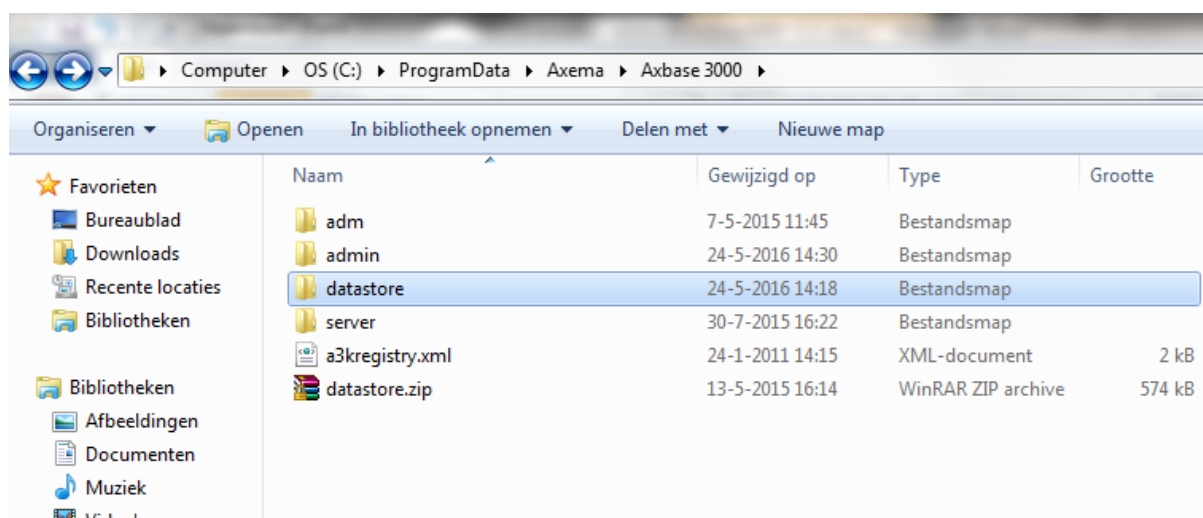 Computer ▸ OS (C:) ▸ ProgramData ▸ Axema ▸ Axbase 3000 ▸
Organiseren Openen In bibliotheek opnemen Delen met Nieuwe map
Naam Gewijzigd op Type Grootte
Favorieten
Bureaublad
Downloads
Recente locaties
Bibliotheken
Bibliotheken
Afbeeldingen
Documenten
Muziek
adm 7-5-2015 11:45 Bestandsmap
admin 24-5-2016 14:30 Bestandsmap
datastore 24-5-2016 14:18 Bestandsmap
server 30-7-2015 16:22 Bestandsmap
a3kregistry.xml 24-1-2011 14:15 XML-document 2 kB
datastore.zip 13-5-2015 16:14 WinRAR ZIP archive 574 kB